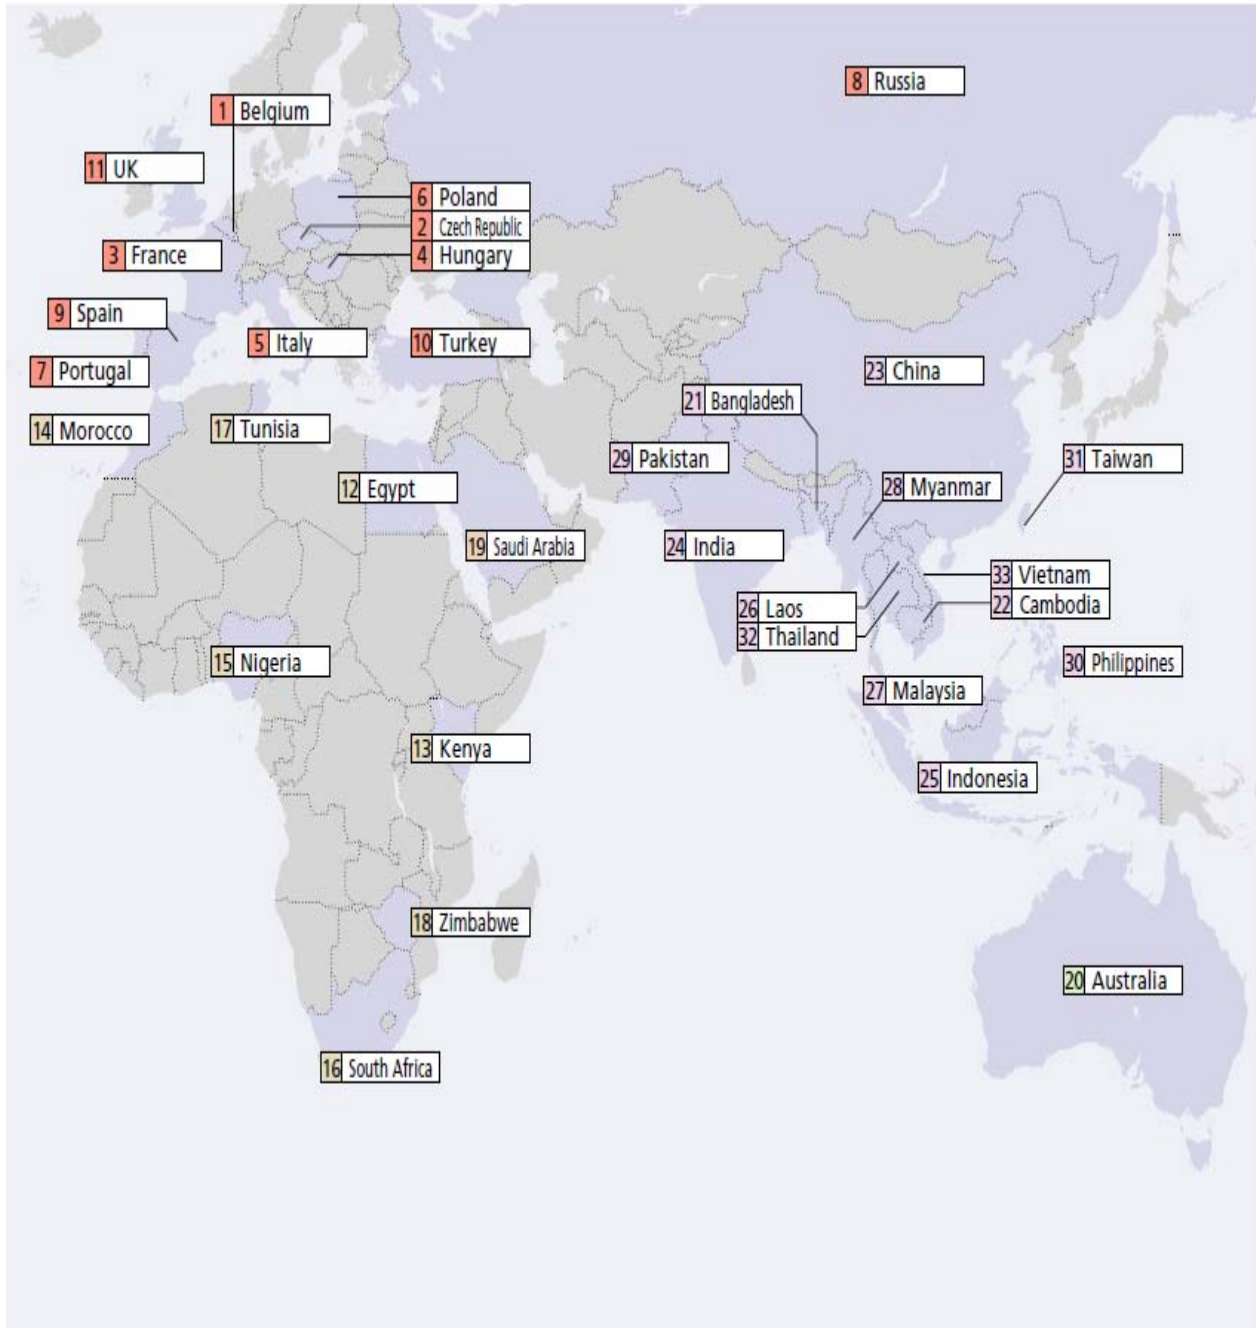 8 Russia
1 Belgium
11 UK
6 Poland
2 Czech Republic
3 France
4 Hungary
9 Spain
5 Italy
10 Turkey
7 Portugal
23 China
21 Bangladesh
14 Morocco
17 Tunisia
29 Pakistan
31 Taiwan
12 Egypt
28 Myanmar
19 Saudi Arabia
24 India
33 Vietnam
26 Laos
22 Cambodia
32 Thailand
15 Nigeria
30 Philippines
27 Malaysia
13 Kenya
25 Indonesia
18 Zimbabwe
20 Australia
16 South Africa